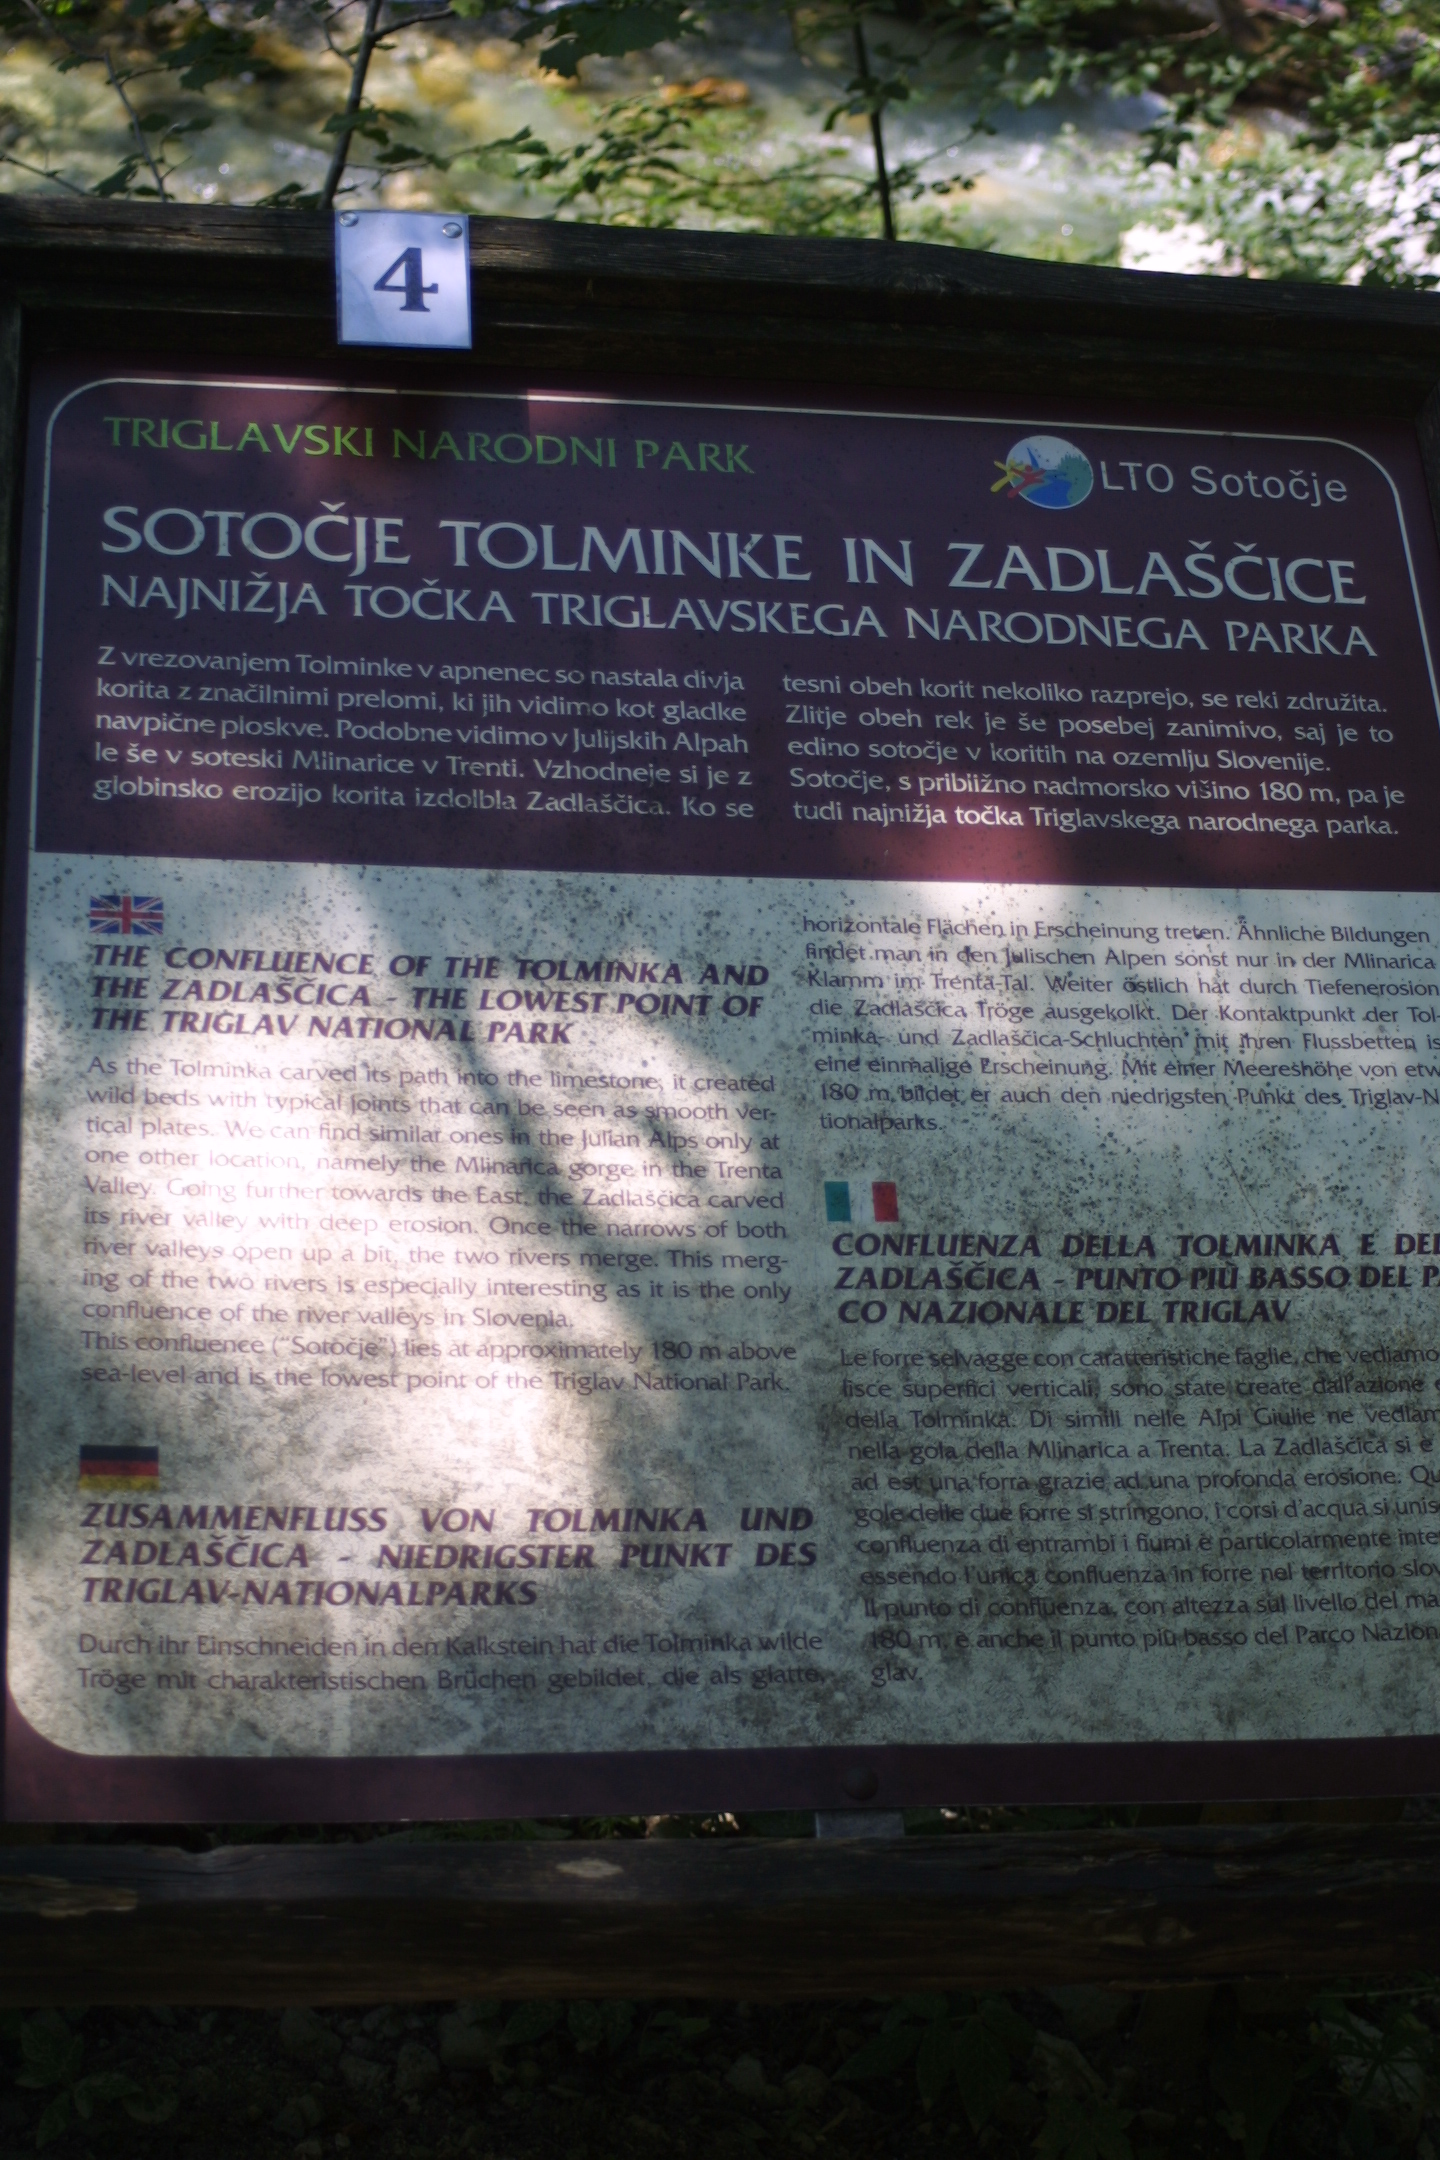 4
TRIGLAVSKI NARODNI PARK
LTO Sotočje
SOTOČJE TOLMINKE IN ZADLAŠČICE
NAJNIŽJA TOČKA TRIGLAVSKEGA NARODNEGA PARKA
Z vrezovanjem Tolminke v apnenec so nastala divja
korita z značilnimi prelomi, ki jih vidimo kot gladke
navpične ploskve. Podobne vidimo v Julijskih Alpah
le še v soteski Mlinarice v Trenti. Vzhodneje si je z
globinsko erozijo korita izdolbla Zadlaščica. Ko se
tesni obeh korit nekoliko razprejo, se reki združita.
Zlitje obeh rek je še posebej zanimivo, saj je to
edino sotočje v koritih na ozemlju Slovenije.
Sotočje, s približno nadmorsko višino 180 m, pa je
tudi najnižja točka Triglavskega narodnega parka.
THE CONFLUENCE OF THE TOLMINKA AND
THE ZADLAŠČICA - THE LOWEST POINT OF
THE TRIGLAV NATIONAL PARK
As the Tolminka carved its path into the limestone, it created
wild beds with typical joints that can be seen as smooth ver-
tical plates. We can find similar ones in the Julian Alps only at
one other location, namely the Mlinarica gorge in the Trenta
Valley. Going further towards the East, the Zadlaščica carved
its river valley with deep erosion. Once the narrows of both
river valleys open up a bit, the two rivers merge. This merg-
ing of the two rivers is especially interesting as it is the only
confluence of the river valleys in Slovenia.
This confluence ("Sotočje") lies at approximately 180 m above
sea-level and is the lowest point of the Triglav National Park.
ZUSAMMENFLUSS VON TOLMINKA UND
ZADLAŠČICA - NIEDRIGSTER PUNKT DES
TRIGLAV-NATIONALPARKS
Durch ihr Einschneiden in den Kalkstein hat die Tolminka wilde
Tröge mit charakteristischen Brüchen gebildet, die als glatte,
horizontale Flächen in Erscheinung treten. Ähnliche Bildungen
findet man in den Julischen Alpen sonst nur in der Mlinarica-
Klamm im Trenta-Tal. Weiter östlich hat durch Tiefenerosion
die Zadlaščica Tröge ausgekolkt. Der Kontaktpunkt der Tol-
minka- und Zadlaščica-Schluchten mit ihren Flussbetten is
eine einmalige Erscheinung. Mit einer Meereshöhe von etw
180 m bildet er auch den niedrigsten Punkt des Triglav-N
tionalparks.
CONFLUENZA DELLA TOLMINKA E DEL
ZADLAŠČICA - PUNTO PIÙ BASSO DEL PA
CO NAZIONALE DEL TRIGLAV
Le forre selvagge con caratteristiche faglie, che vediamo
lisce superfici verticali, sono state create dall'azione
della Tolminka. Di simili nelle Alpi Giulie ne vediam
nella gola della Mlinarica a Trenta. La Zadlaščica si è
ad est una forra grazie ad una profonda erosione. Qu
gole delle due forre si stringono, i corsi d'acqua si unis
confluenza di entrambi i fiumi è particolarmente inte
essendo l'unica confluenza in forre nel territorio slov
Il punto di confluenza, con altezza sul livello del ma
180 m, è anche il punto più basso del Parco Nazion
glav.